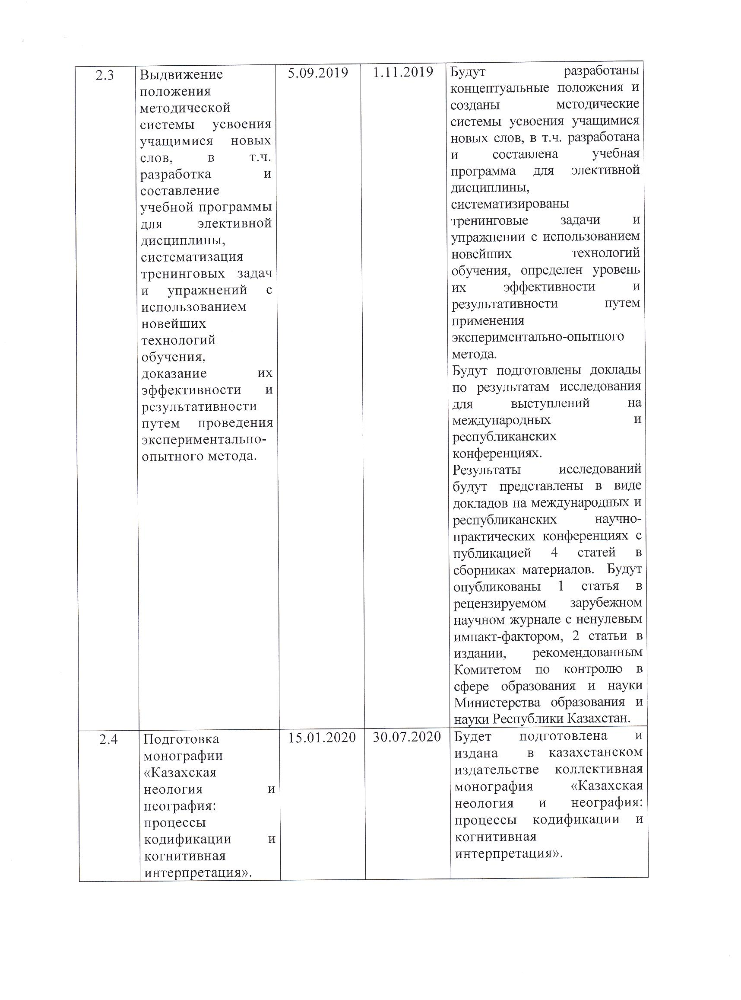 2.3
Выдвижение
положения
методической
системы усвоения
учащимися новых
слов, в т.ч.
разработка и
составление
учебной программы
для элективной
дисциплины,
систематизация
тренинговых задач
и упражнений с
использованием
новейших
технологий
обучения,
доказание их
эффективности и
результативности
путем проведения
экспериментально-
опытного метода.
5.09.2019
1.11.2019
Будут разработаны
концептуальные положения и
созданы методические
системы усвоения учащимися
новых слов, в т.ч. разработана
и составлена учебная
программа для элективной
дисциплины,
систематизированы
тренинговые задачи и
упражнении с использованием
новейших технологий
обучения, определен уровень
их эффективности и
результативности путем
применения
экспериментально-опытного
метода.
Будут подготовлены доклады
по результатам исследования
для выступлений на
международных и
республиканских
конференциях.
Результаты исследований
будут представлены в виде
докладов на международных и
республиканских научно-
практических конференциях с
публикацией 4 статей в
сборниках материалов. Будут
опубликованы 1 статья в
рецензируемом зарубежном
научном журнале с ненулевым
импакт-фактором, 2 статьи в
издании, рекомендованным
Комитетом по контролю в
сфере образования и науки
Министерства образования и
науки Республики Казахстан.
2.4
Подготовка
монографии
«Казахская
неология и
неография:
процессы
кодификации и
когнитивная
интерпретация».
15.01.2020
30.07.2020
Будет подготовлена и
издана в казахстанском
издательстве коллективная
монография «Казахская
неология и неография:
процессы кодификации и
когнитивная
интерпретация».